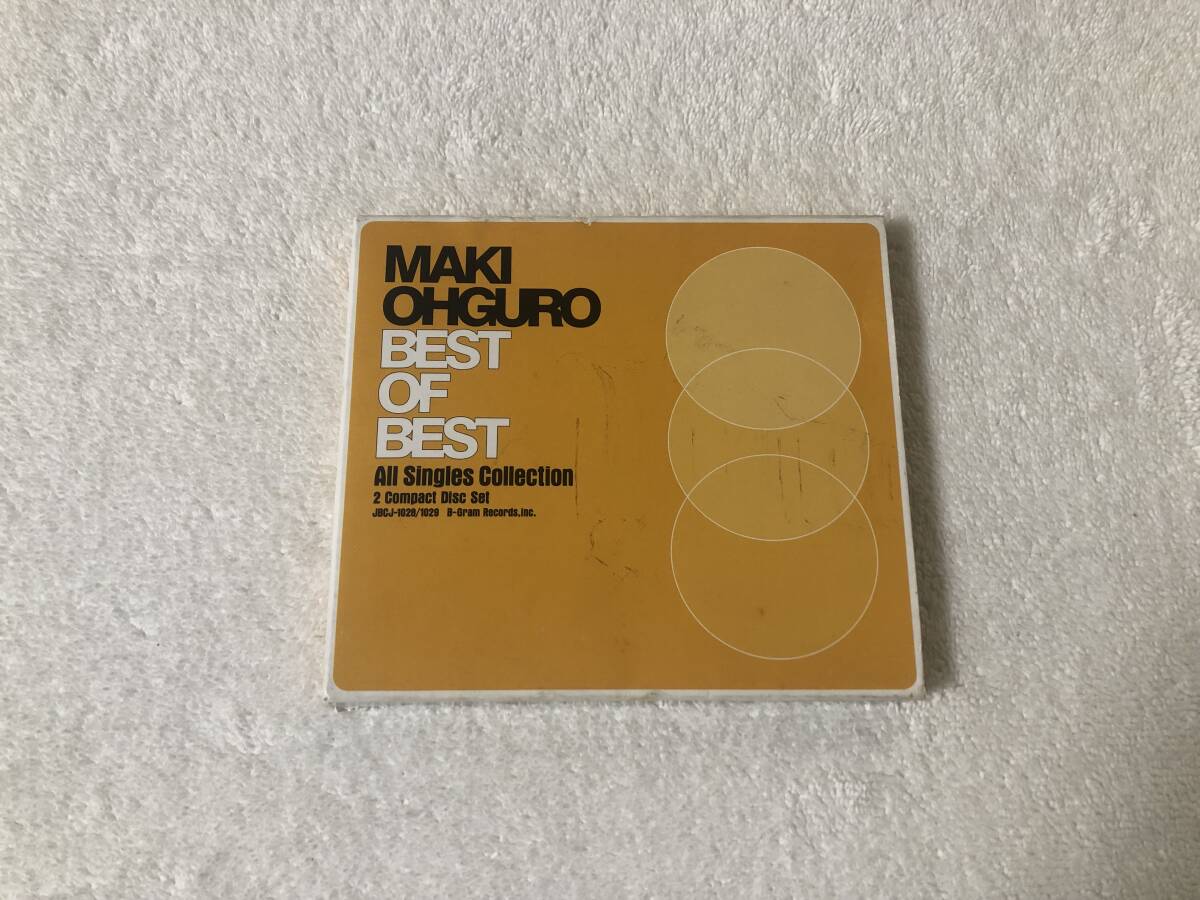 MAKI
OHGURO
BEST
OF
BEST
All Singles Collection
2 Compact Disc Set
JBCJ-1028/1029 B-Gram Records,Inc.